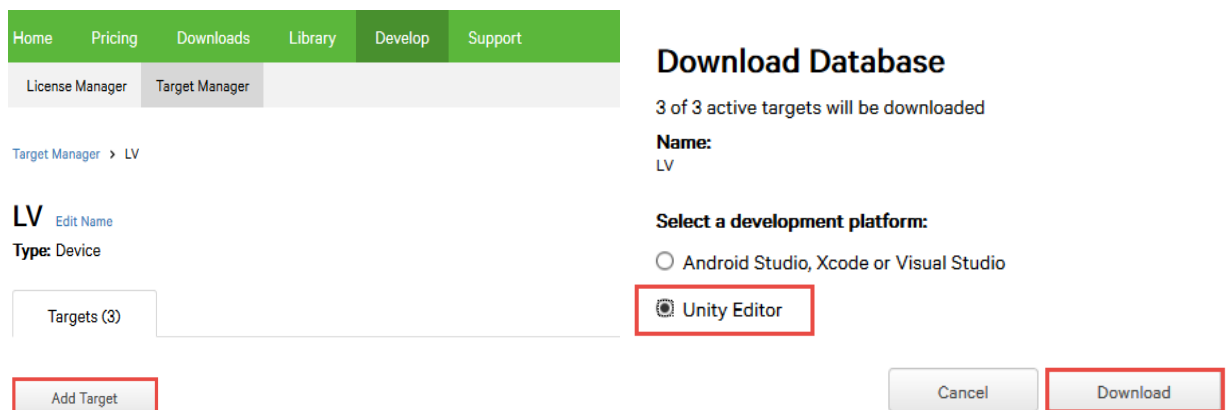 Home Pricing Downloads Library Develop Support
License Manager Target Manager
Target Manager > LV
LV Edit Name
Type: Device
Targets (3)
Add Target
Download Database
3 of 3 active targets will be downloaded
Name:
LV
Select a development platform:
Android Studio, Xcode or Visual Studio
Unity Editor
Cancel Download